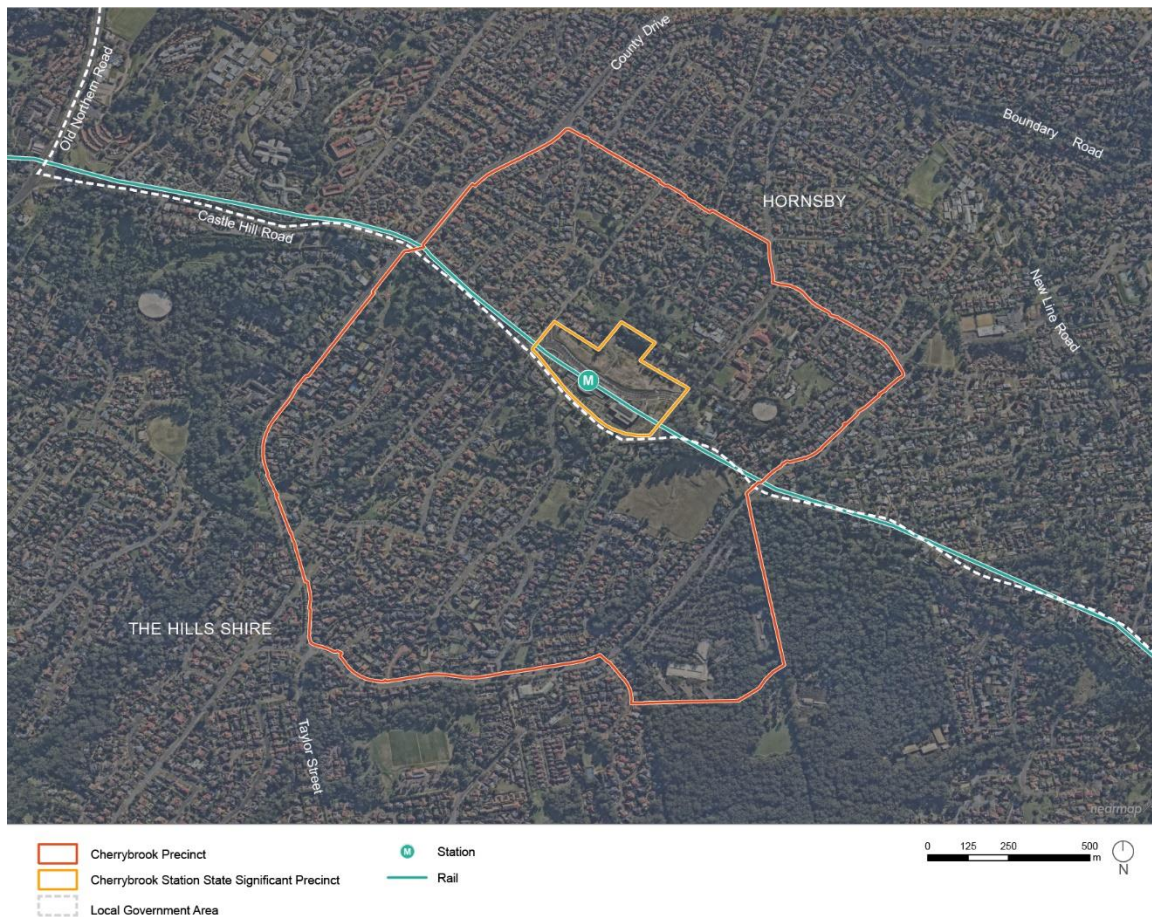 County Drive
Old Northern Road
Boundary Road
HORNSBY
Castle Hill Road
New Line Road
M
THE HILLS SHIRE
Taylor Street
nearmap
Cherrybrook Precinct
Cherrybrook Station State Significant Precinct
Local Government Area
M Station
Rail
0 125 250 500
m
N